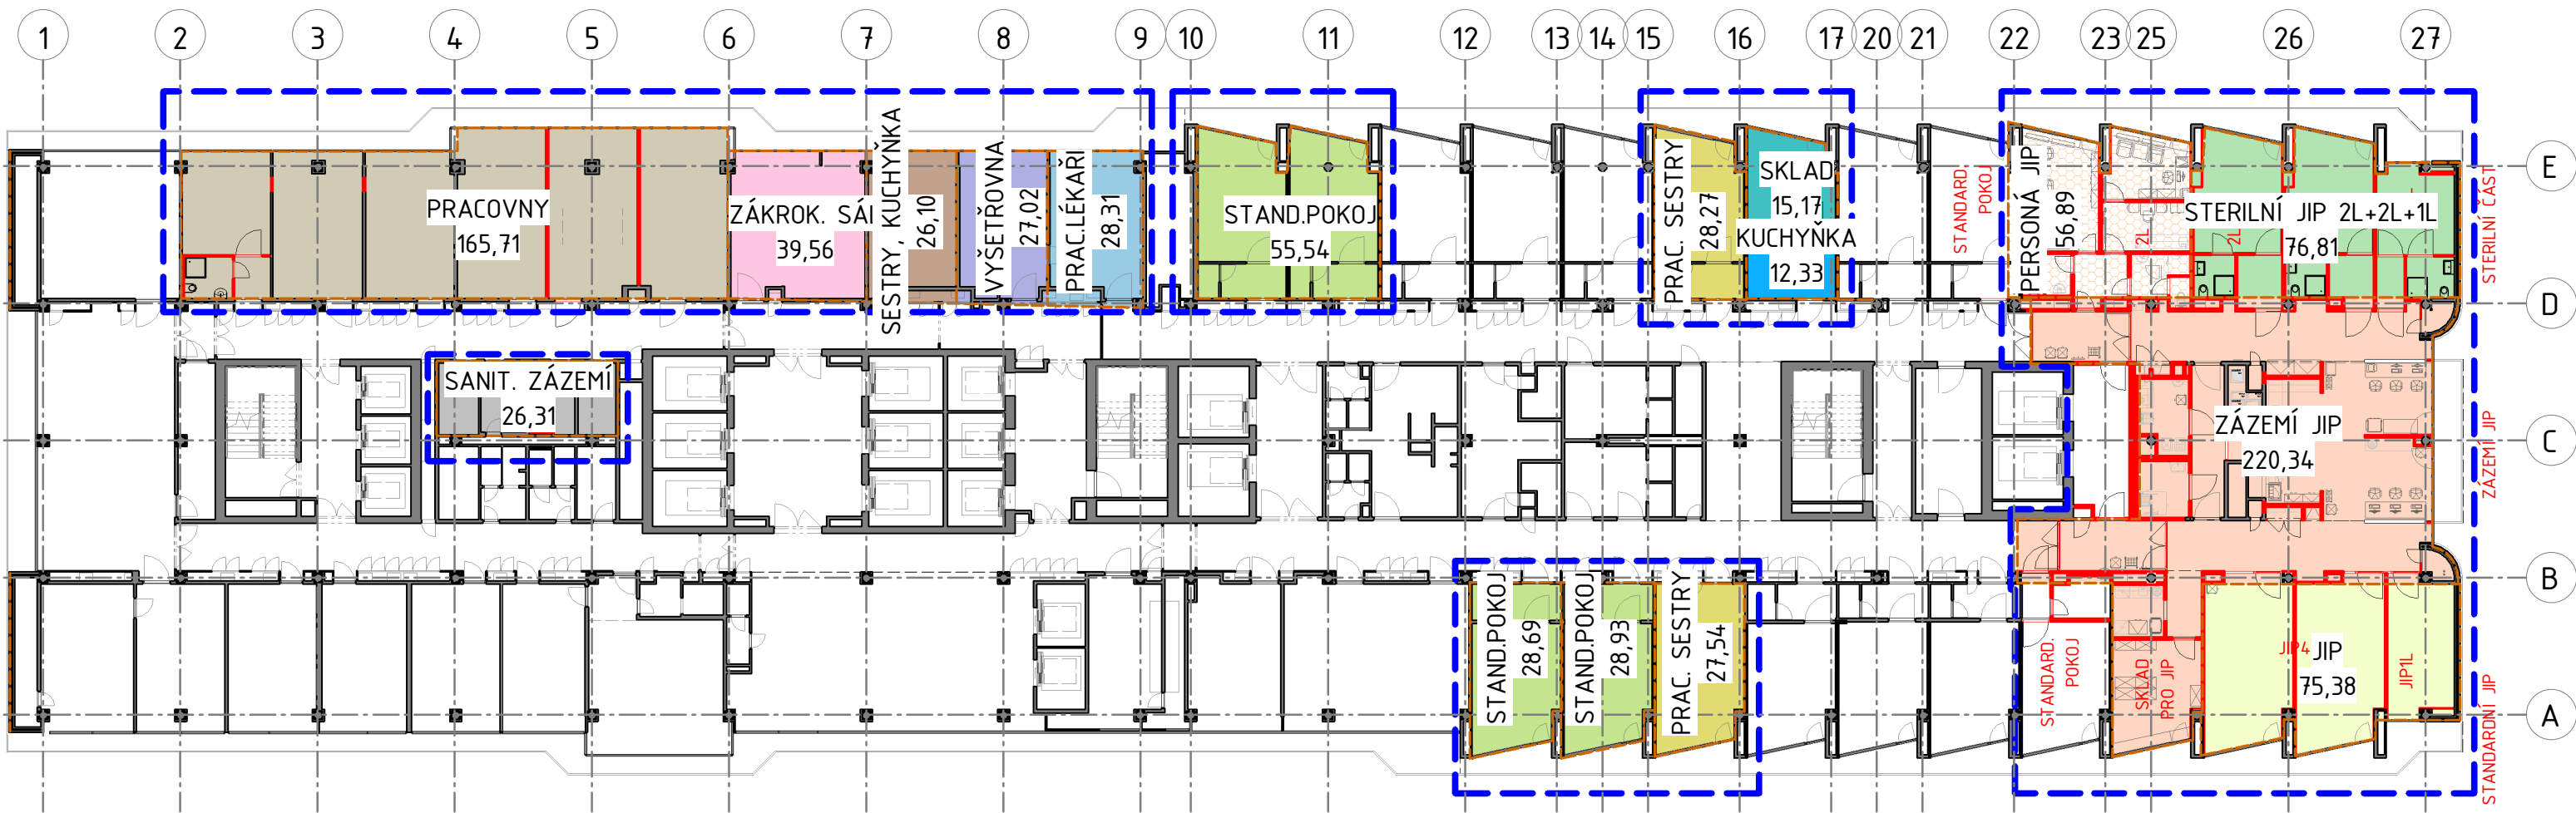 1 2 3 4 5 6 7 8 9 10 11 12 13 14 15 16 17 20 21 22 23 25 26 27
E
D
C
B
A
PRACOVNY
165,71
ZÁKROK. SÁL
39,56
SESTRY, KUCHYŇKA
26,10
VYŠETŘOVNA
27,02
PRAC.LÉKAŘI
28,31
STAND.POKOJ
55,54
PRAC. SESTRY
28,27
SKLAD
15,17
KUCHYŇKA
12,33
STANDARD.
POKOJ
PERSONÁ JIP
56,89
2L
STERILNÍ JIP 2L+2L+1L
76,81
2L
STERILNÍ ČÁST
SANIT. ZÁZEMÍ
26,31
ZÁZEMÍ JIP
220,34
ZÁZEMÍ JIP
STAND.POKOJ
28,69
STAND.POKOJ
28,93
PRAC. SESTRY
27,54
STANDARD.
POKOJ
SKLAD
PRO JIP
JIP4
JIP
75,38
JIP1L
STANDARDNÍ JIP